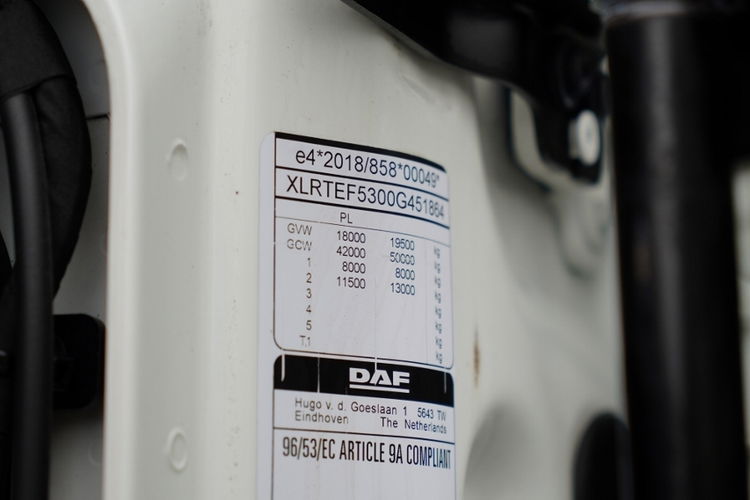 e4*2018/858*00049*
XLRTEF5300G451864
PL
GVW 18000 19500 kg
GCW 42000 50000 kg
1 8000 8000 kg
2 11500 13000 kg
3 kg
4 kg
5 kg
T.1 kg
DAF
Hugo v. d. Goeslaan 1 5643 TW
Eindhoven The Netherlands
96/53/EC ARTICLE 9A COMPLIANT